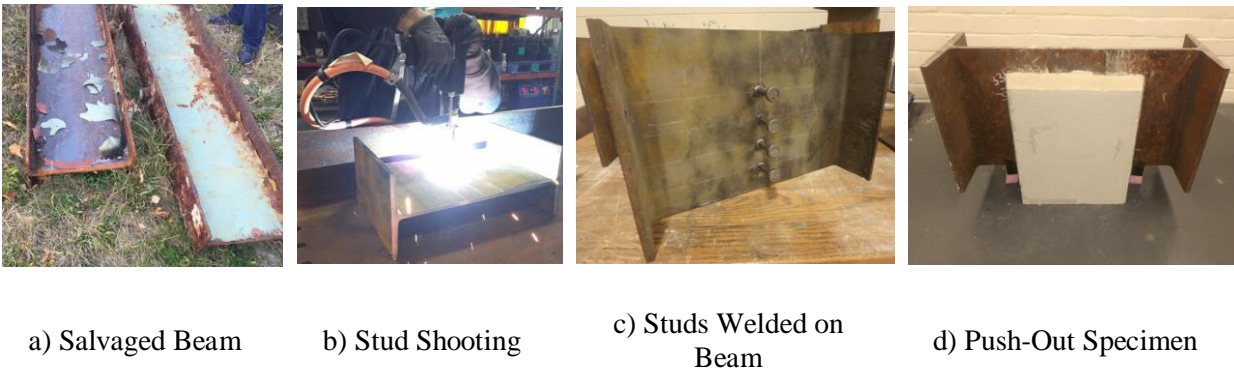 a) Salvaged Beam
b) Stud Shooting
c) Studs Welded on
Beam
d) Push-Out Specimen